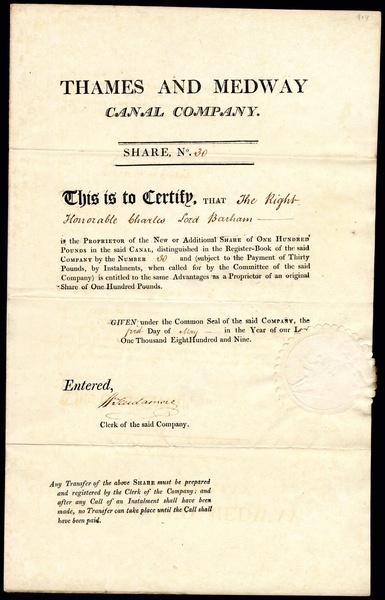 THAMES AND MEDWAY
CANAL COMPANY.
SHARE, No. 30
This is to Certify, THAT The Right
Honorable Charles Lord Barham
is the PROPRIETOR of the New or Additional SHARE of ONE HUNDRED
POUNDS in the said CANAL, distinguished in the Register-Book of the said
COMPANY by the NUMBER 30 and (subject to the Payment of Thirty
Pounds, by Instalments, when called for by the Committee of the said
Company) is entitled to the same Advantages as a Proprietor of an original
Share of One Hundred Pounds.
GIVEN under the Common Seal of the said COMPANY, the
first Day of May in the Year of our Lord
One Thousand EightHundred and Nine.
Entered,
Clerk of the said Company.
Any Transfer of the above SHARE must be prepared
and registered by the Clerk of the Company; and
after any Call of an Instalment shall have been
made, no Transfer can take place until the Call shall
have been paid.